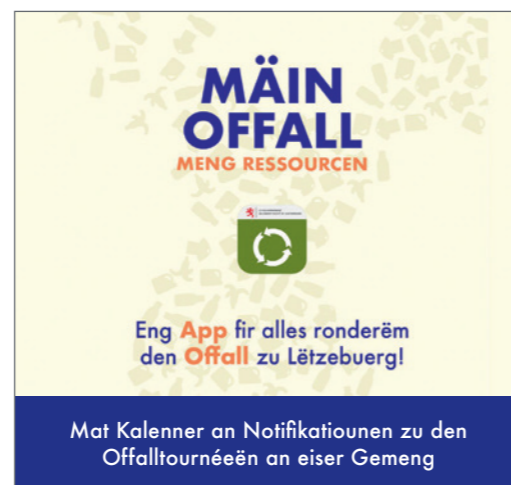 MÄIN
OFFALL
MENG RESSOURCEN
Eng App fir alles ronderëm
den Offall zu Lëtzebuerg!
Mat Kalenner an Notifikatiounen zu den
Offalltournéeën an eiser Gemeng